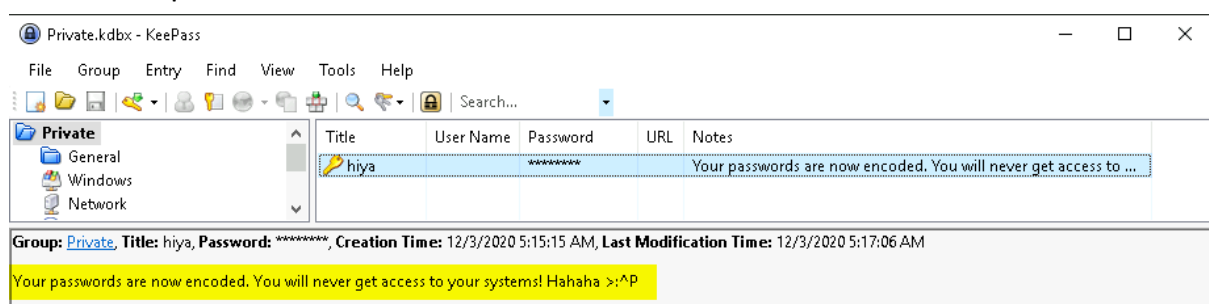 Private.kdbx - KeePass
File Group Entry Find View Tools Help
Search...
Private
General
Windows
Network
Title User Name Password URL Notes
hiya ******** Your passwords are now encoded. You will never get access to ...
Group: Private, Title: hiya, Password: ********, Creation Time: 12/3/2020 5:15:15 AM, Last Modification Time: 12/3/2020 5:17:06 AM
Your passwords are now encoded. You will never get access to your systems! Hahaha >:^P